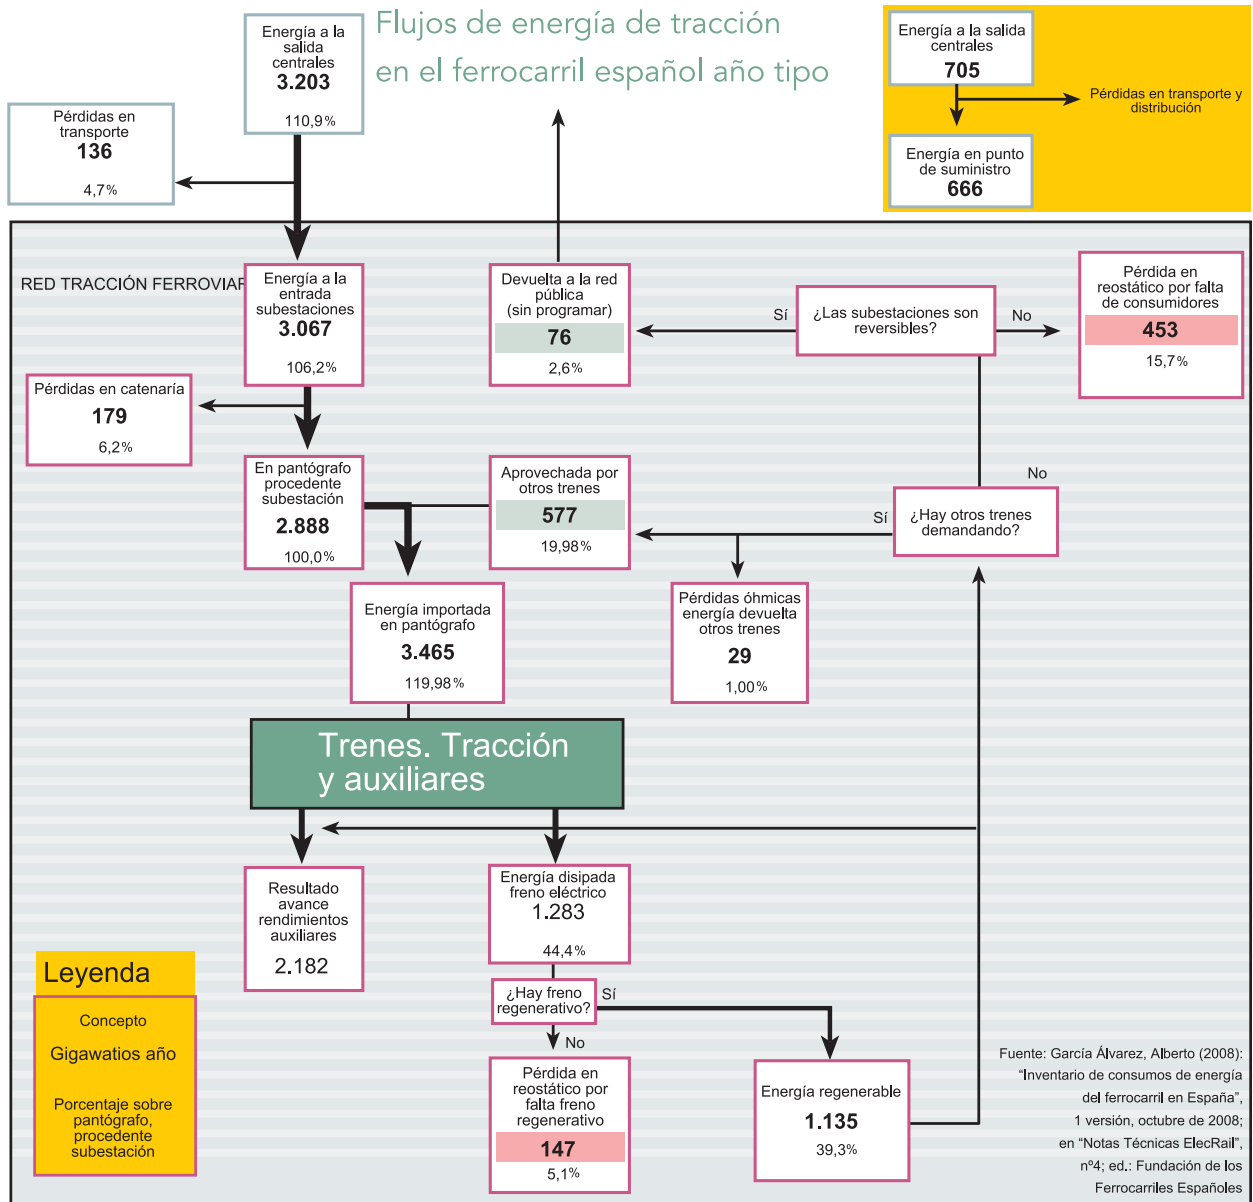 Flujos de energía de tracción
en el ferrocarril español año tipo
Energía a la
salida
centrales
3.203
110,9%
Pérdidas en
transporte
136
4,7%
Energía a la salida
centrales
705
Pérdidas en transporte y
distribución
Energía en punto
de suministro
666
RED TRACCIÓN FERROVIAR
Energía a la
entrada
subestaciones
3.067
106,2%
Devuelta a la red
pública
(sin programar)
76
2,6%
Sí
¿Las subestaciones son
reversibles?
No
Pérdida en
reostático por falta
de consumidores
453
15,7%
Pérdidas en catenaría
179
6,2%
En pantógrafo
procedente
subestación
2.888
100,0%
Aprovechada por
otros trenes
577
19,98%
Sí
No
¿Hay otros trenes
demandando?
Energía importada
en pantógrafo
3.465
119,98%
Pérdidas óhmicas
energía devuelta
otros trenes
29
1,00%
Trenes. Tracción
y auxiliares
Resultado
avance
rendimientos
auxiliares
2.182
Energía disipada
freno eléctrico
1.283
44,4%
¿Hay freno
regenerativo?
Sí
No
Pérdida en
reostático por
falta freno
regenerativo
147
5,1%
Energía regenerable
1.135
39,3%
Leyenda
Concepto
Gigawatios año
Porcentaje sobre
pantógrafo,
procedente
subestación
Fuente: García Álvarez, Alberto (2008):
“Inventario de consumos de energía
del ferrocarril en España”,
1 versión, octubre de 2008;
en “Notas Técnicas ElecRail”,
nº4; ed.: Fundación de los
Ferrocarriles Españoles